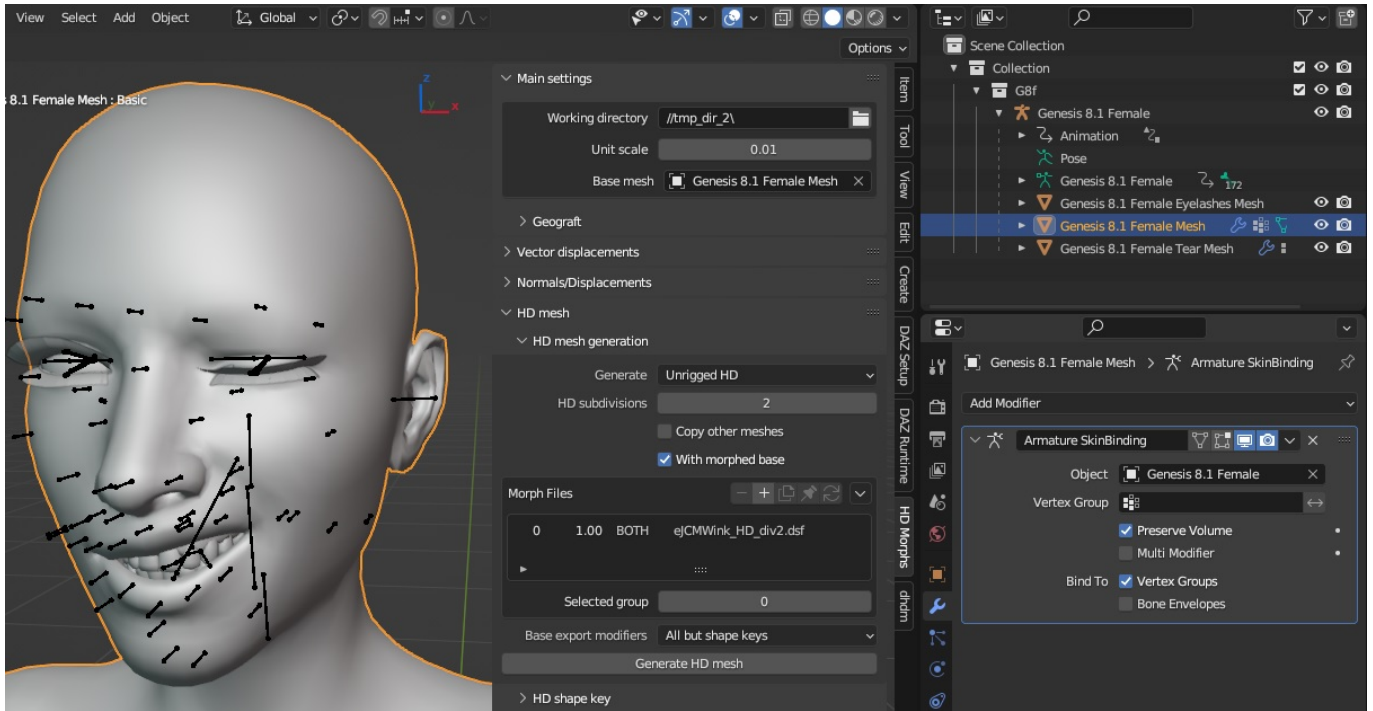 View Select Add Object Global
Options
8.1 Female Mesh : Basic
z
y x
Main settings
Working directory //tmp_dir_2\
Unit scale 0.01
Base mesh Genesis 8.1 Female Mesh
Geograft
Vector displacements
Normals/Displacements
HD mesh
HD mesh generation
Generate Unrigged HD
HD subdivisions 2
Copy other meshes
With morphed base
Morph Files
0 1.00 BOTH eJCMWink_HD_div2.dsf
Selected group 0
Base export modifiers All but shape keys
Generate HD mesh
HD shape key
Item
Tool
View
Edit
Create
DAZ Setup
DAZ Runtime
HD Morphs
dhdm
Scene Collection
Collection
G8f
Genesis 8.1 Female
Animation
Pose
Genesis 8.1 Female 172
Genesis 8.1 Female Eyelashes Mesh
Genesis 8.1 Female Mesh
Genesis 8.1 Female Tear Mesh
Genesis 8.1 Female Mesh > Armature SkinBinding
Add Modifier
Armature SkinBinding
Object Genesis 8.1 Female
Vertex Group
Preserve Volume
Multi Modifier
Bind To Vertex Groups
Bone Envelopes